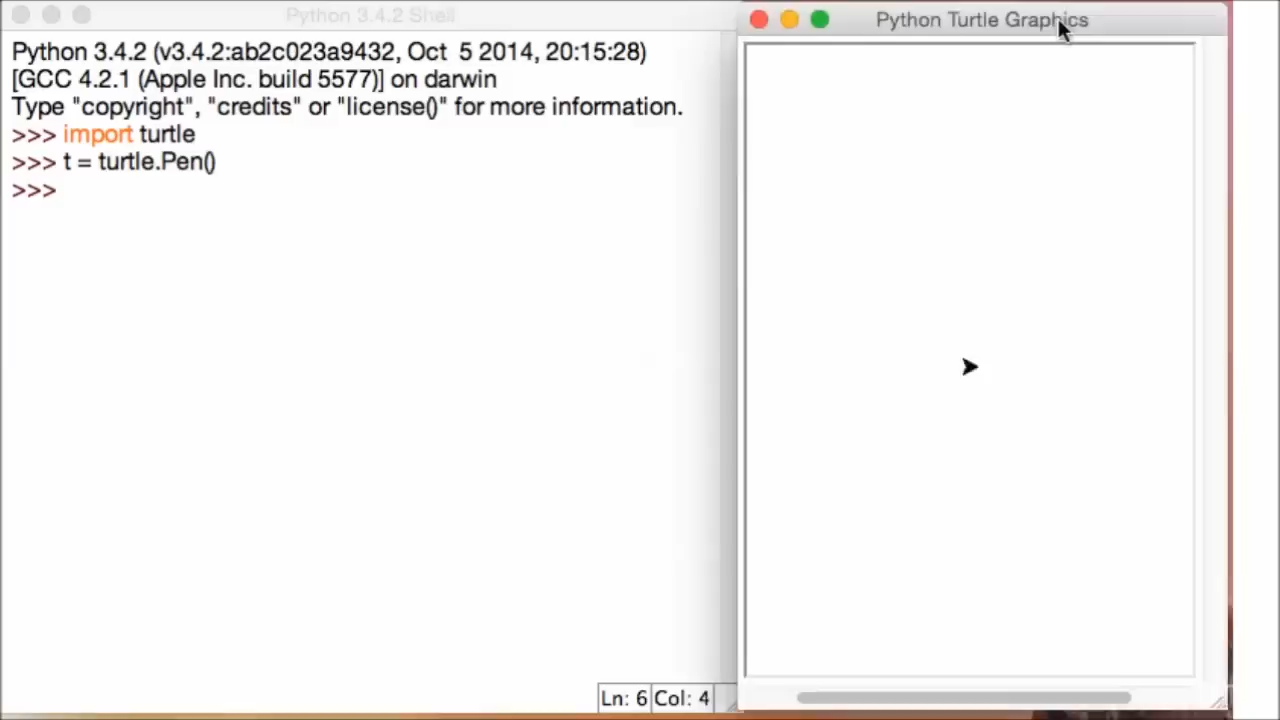 Python 3.4.2 Shell
Python 3.4.2 (v3.4.2:ab2c023a9432, Oct  5 2014, 20:15:28)
[GCC 4.2.1 (Apple Inc. build 5577)] on darwin
Type "copyright", "credits" or "license()" for more information.
>>> import turtle
>>> t = turtle.Pen()
>>>
Ln: 6 Col: 4
Python Turtle Graphics